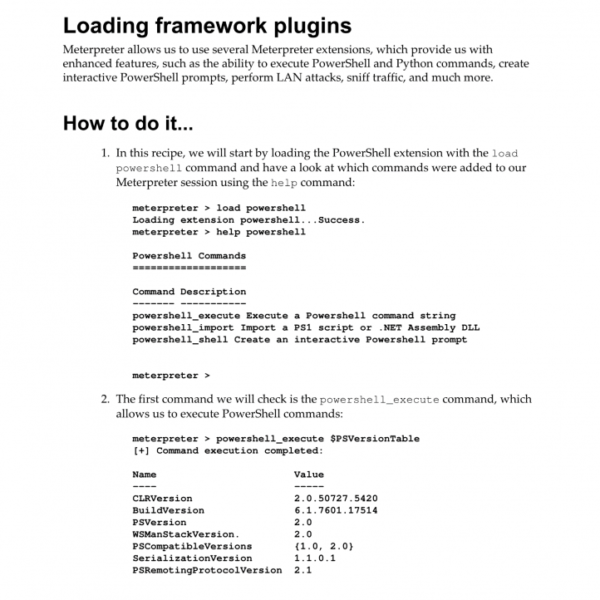 Loading framework plugins
Meterpreter allows us to use several Meterpreter extensions, which provide us with
enhanced features, such as the ability to execute PowerShell and Python commands, create
interactive PowerShell prompts, perform LAN attacks, sniff traffic, and much more.
How to do it...
1. In this recipe, we will start by loading the PowerShell extension with the load
powershell command and have a look at which commands were added to our
Meterpreter session using the help command:
meterpreter > load powershell
Loading extension powershell...Success.
meterpreter > help powershell
Powershell Commands
===================
Command Description
------- -----------
powershell_execute Execute a Powershell command string
powershell_import Import a PS1 script or .NET Assembly DLL
powershell_shell Create an interactive Powershell prompt
meterpreter >
2. The first command we will check is the powershell_execute command, which
allows us to execute PowerShell commands:
meterpreter > powershell_execute $PSVersionTable
[+] Command execution completed:
Name Value
---- -----
CLRVersion 2.0.50727.5420
BuildVersion 6.1.7601.17514
PSVersion 2.0
WSManStackVersion. 2.0
PSCompatibleVersions {1.0, 2.0}
SerializationVersion 1.1.0.1
PSRemotingProtocolVersion 2.1